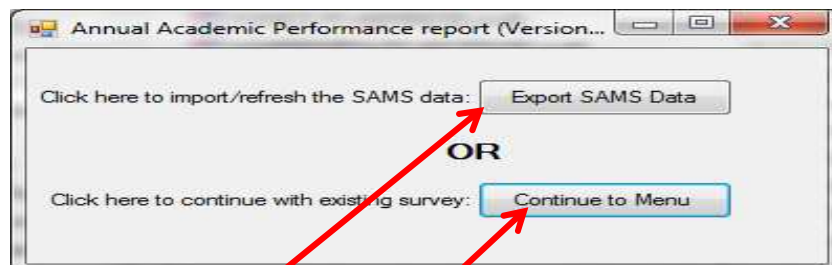 Annual Academic Performance report (Version...
Click here to import/refresh the SAMS data: Export SAMS Data
OR
Click here to continue with existing survey: Continue to Menu